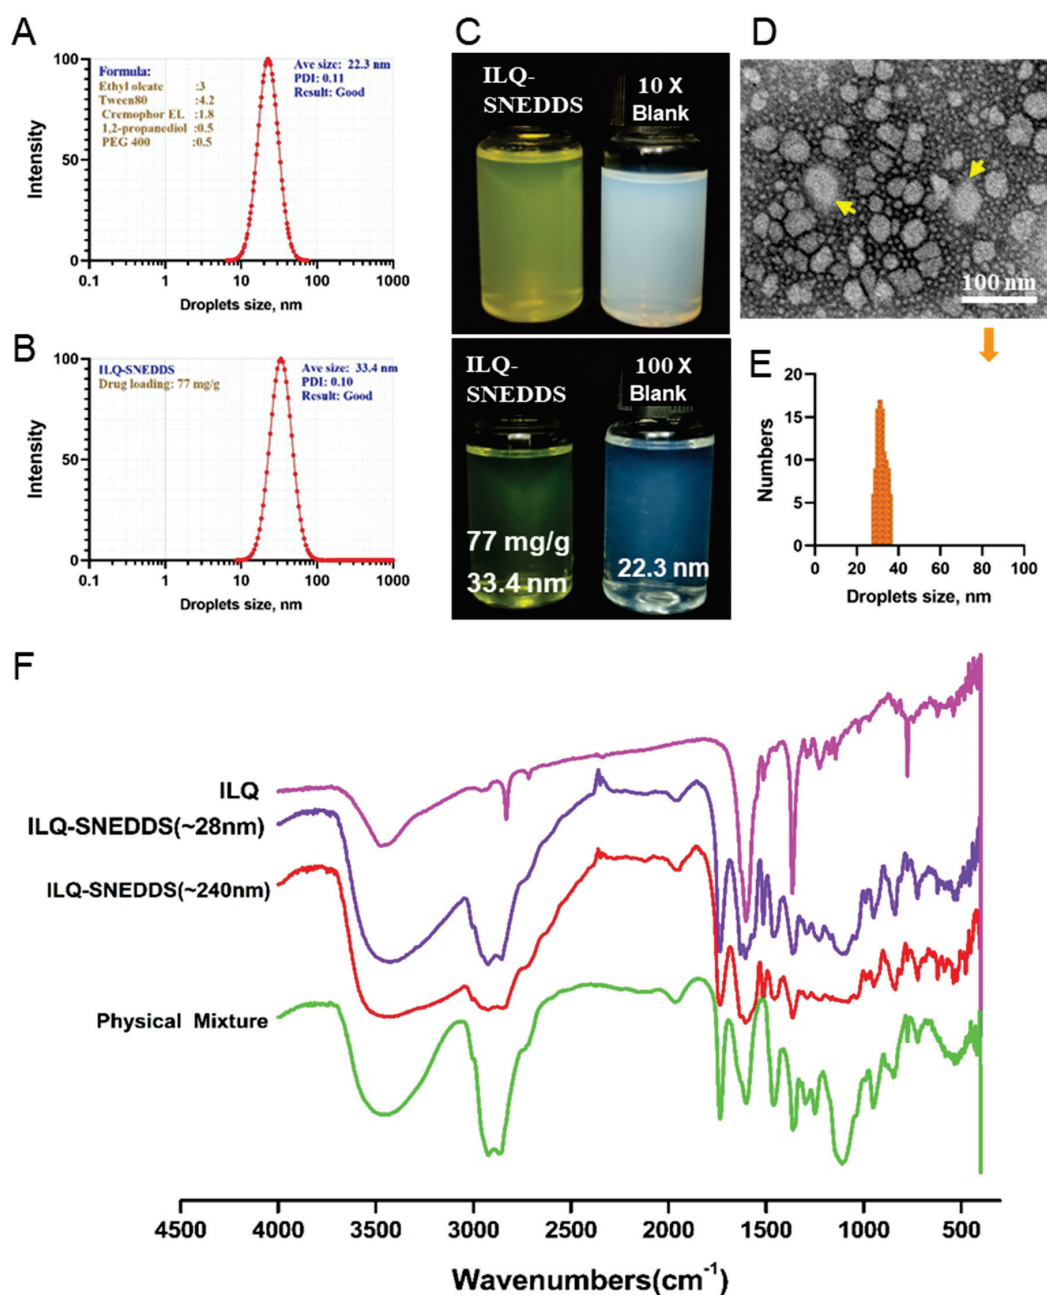 A
Intensity
100
50
0
0.1 1 10 100 1000
Droplets size, nm
Formula:
Ethyl oleate :3
Tween80 :4.2
Cremophor EL :1.8
1,2-propanediol :0.5
PEG 400 :0.5
Ave size: 22.3 nm
PDI: 0.11
Result: Good
B
Intensity
100
50
0
0.1 1 10 100 1000
Droplets size, nm
ILQ-SNEDDS
Drug loading: 77 mg/g
Ave size: 33.4 nm
PDI: 0.10
Result: Good
C
ILQ-
SNEDDS
10 X
Blank
ILQ-
SNEDDS
100 X
Blank
77 mg/g
33.4 nm
22.3 nm
D
100 nm
E
Numbers
20
15
10
5
0
0 20 40 60 80 100
Droplets size, nm
F
ILQ
ILQ-SNEDDS(~28nm)
ILQ-SNEDDS(~240nm)
Physical Mixture
4500 4000 3500 3000 2500 2000 1500 1000 500
Wavenumbers(cm-1)